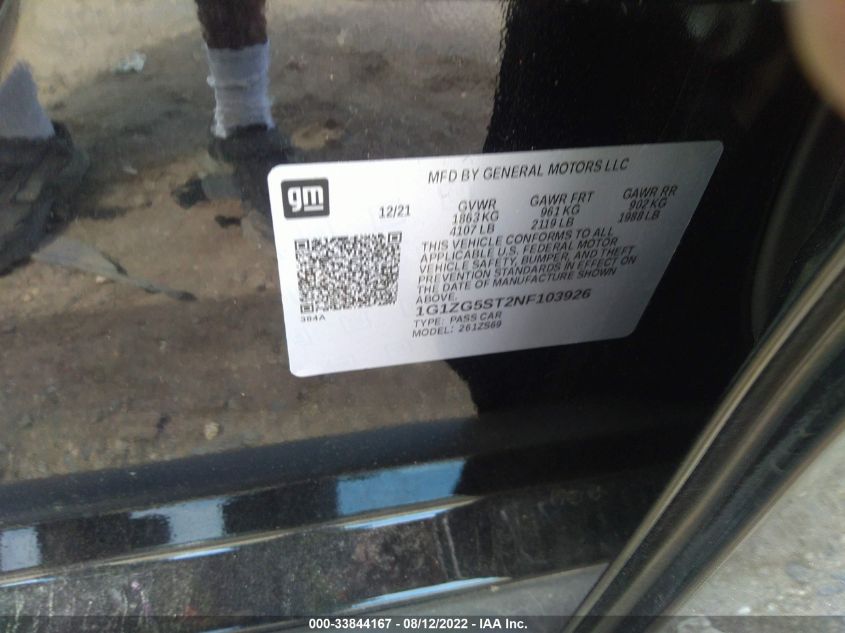 MFD BY GENERAL MOTORS LLC
gm
12/21
GVWR GAWR FRT GAWR RR
1863 KG 961 KG 902 KG
4107 LB 2119 LB 1988 LB
THIS VEHICLE CONFORMS TO ALL
APPLICABLE U.S. FEDERAL MOTOR
VEHICLE SAFETY, BUMPER, AND THEFT
PREVENTION STANDARDS IN EFFECT ON
THE DATE OF MANUFACTURE SHOWN
ABOVE.
384A
1G1ZG5ST2NF103926
TYPE: PASS CAR
MODEL: 261ZS69
000-33844167 - 08/12/2022 - IAA Inc.